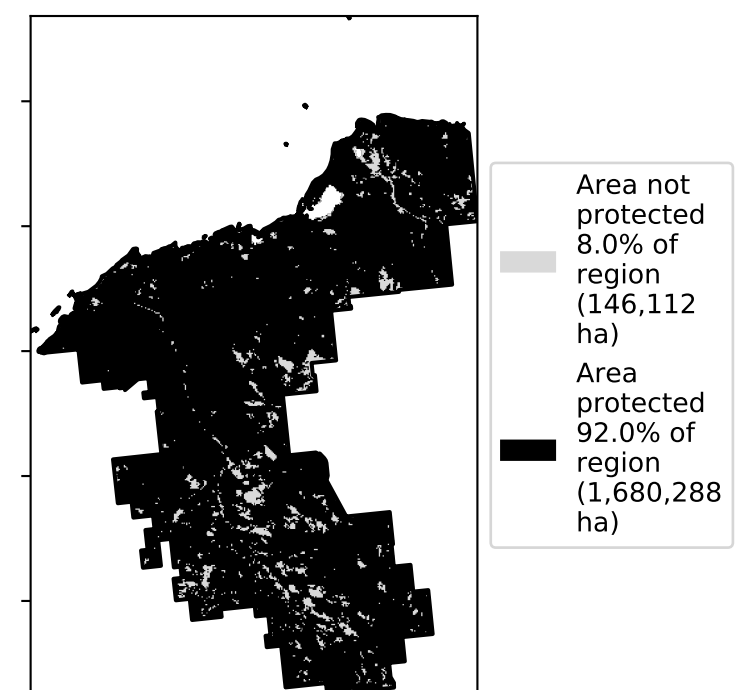 Area not
protected
8.0% of
region
(146,112
ha)
Area
protected
92.0% of
region
(1,680,288
ha)